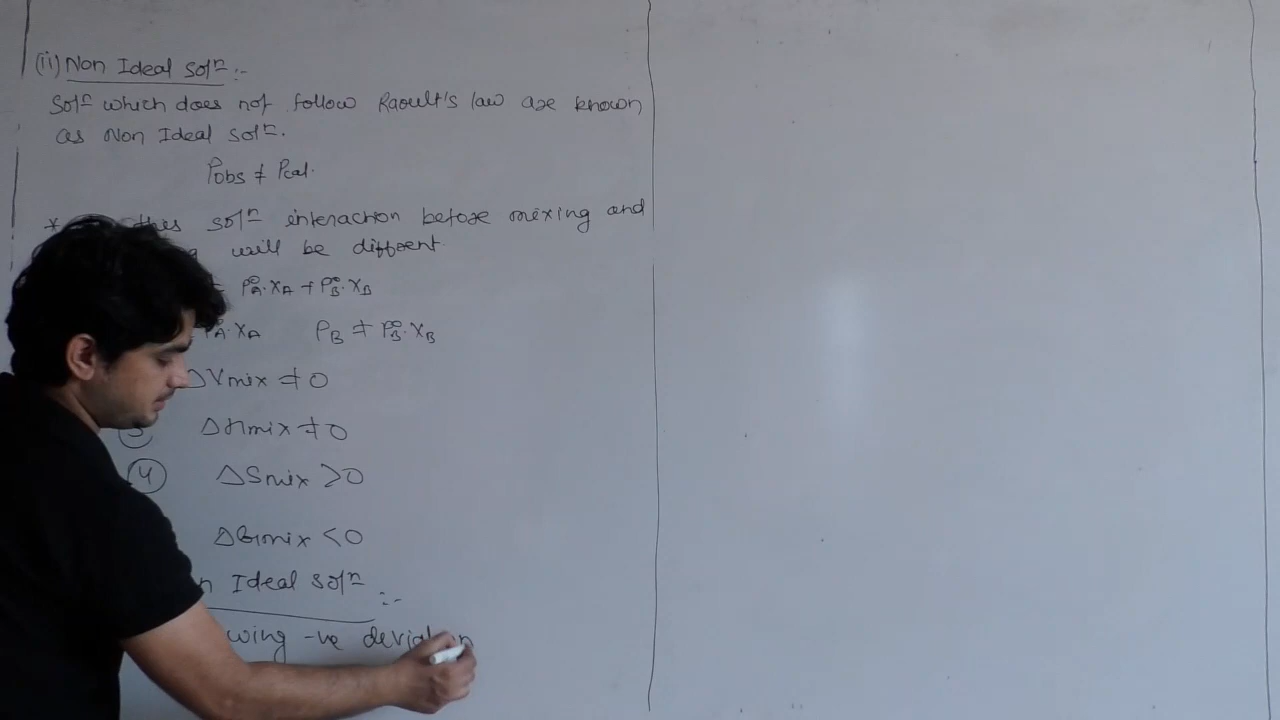 (ii) Non Ideal Solⁿ :-
Solⁿ which does not follow Raoult's law are known
as Non Ideal Solⁿ.
Pobs ≠ Pcal.
* this solⁿ interaction before mixing and
will be different.
P°A·XA + P°B·XB
P°A·XA PB ≠ P°B·XB
ΔVmix ≠ 0
ΔHmix ≠ 0
(4) ΔSmix > 0
ΔGmix < 0
n Ideal solⁿ :-
wing -ve deviation